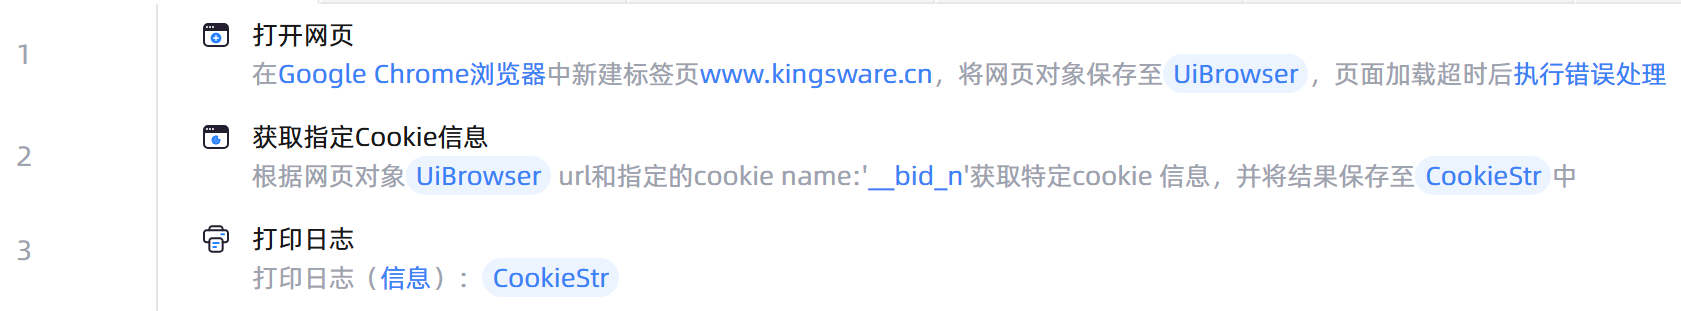 1
打开网页
在Google Chrome浏览器中新建标签页www.kingsware.cn，将网页对象保存至 UiBrowser ，页面加载超时后执行错误处理
2
获取指定Cookie信息
根据网页对象 UiBrowser url和指定的cookie name:'__bid_n'获取特定cookie 信息，并将结果保存至 CookieStr 中
3
打印日志
打印日志（信息）： CookieStr